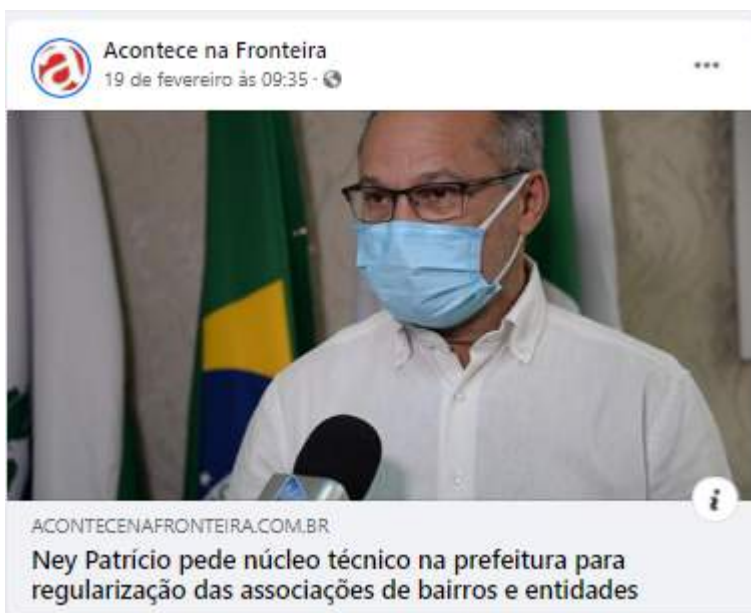 Acontece na Fronteira
19 de fevereiro às 09:35 ·
ACONTECENAFRONTEIRA.COM.BR
Ney Patrício pede núcleo técnico na prefeitura para
regularização das associações de bairros e entidades